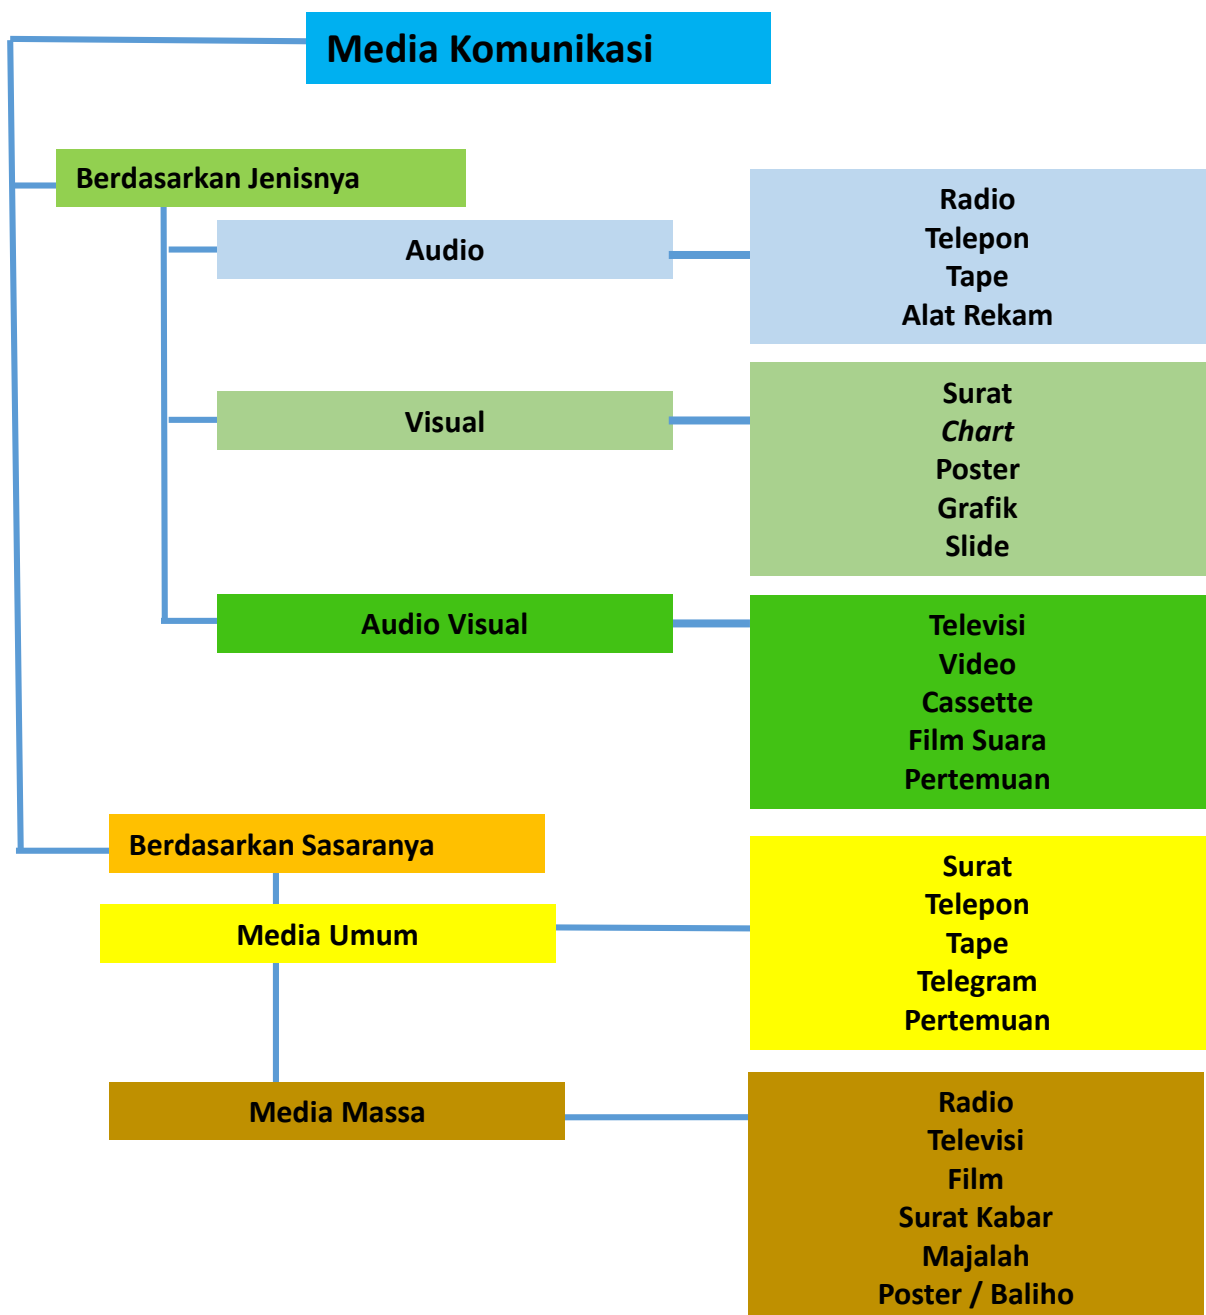 Media Komunikasi
Berdasarkan Jenisnya
Audio
Radio
Telepon
Tape
Alat Rekam
Visual
Surat
Chart
Poster
Grafik
Slide
Audio Visual
Televisi
Video
Cassette
Film Suara
Pertemuan
Berdasarkan Sasaranya
Media Umum
Surat
Telepon
Tape
Telegram
Pertemuan
Media Massa
Radio
Televisi
Film
Surat Kabar
Majalah
Poster / Baliho